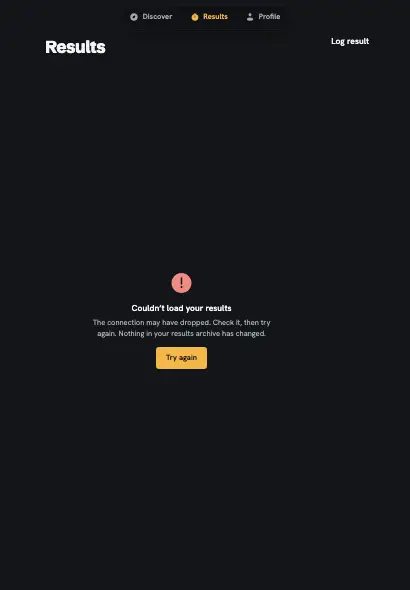 Discover
Results
Profile
Results
Log result
Couldn’t load your results
The connection may have dropped. Check it, then try
again. Nothing in your results archive has changed.
Try again